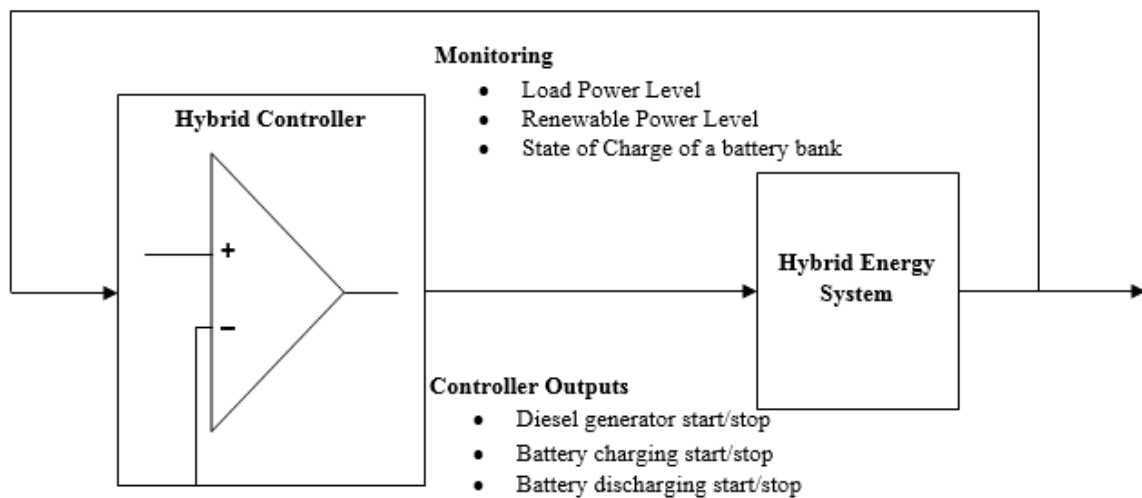 Monitoring
• Load Power Level
• Renewable Power Level
• State of Charge of a battery bank
Hybrid Controller
+
−
Hybrid Energy
System
Controller Outputs
• Diesel generator start/stop
• Battery charging start/stop
• Battery discharging start/stop